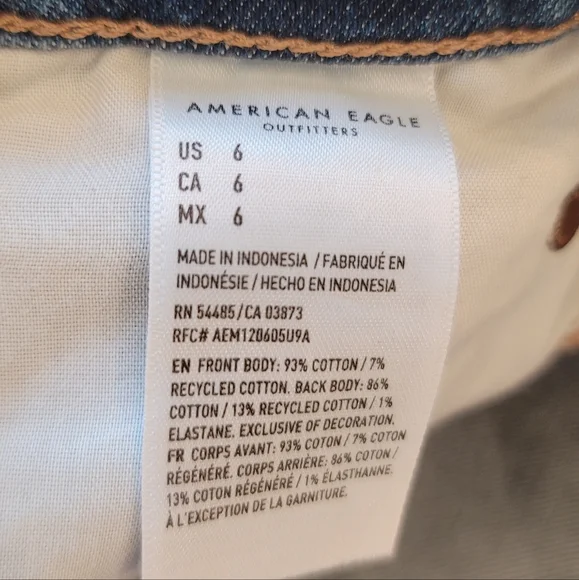 AMERICAN EAGLE
OUTFITTERS
US 6
CA 6
MX 6
MADE IN INDONESIA / FABRIQUÉ EN
INDONÉSIE / HECHO EN INDONESIA
RN 54485/CA 03873
RFC# AEM120605U9A
EN FRONT BODY: 93% COTTON / 7%
RECYCLED COTTON. BACK BODY: 86%
COTTON / 13% RECYCLED COTTON / 1%
ELASTANE. EXCLUSIVE OF DECORATION.
FR CORPS AVANT: 93% COTON / 7% COTON
RÉGÉNÉRÉ. CORPS ARRIÈRE: 86% COTON /
13% COTON RÉGÉNÉRÉ / 1% ÉLASTHANNE.
À L'EXCEPTION DE LA GARNITURE.